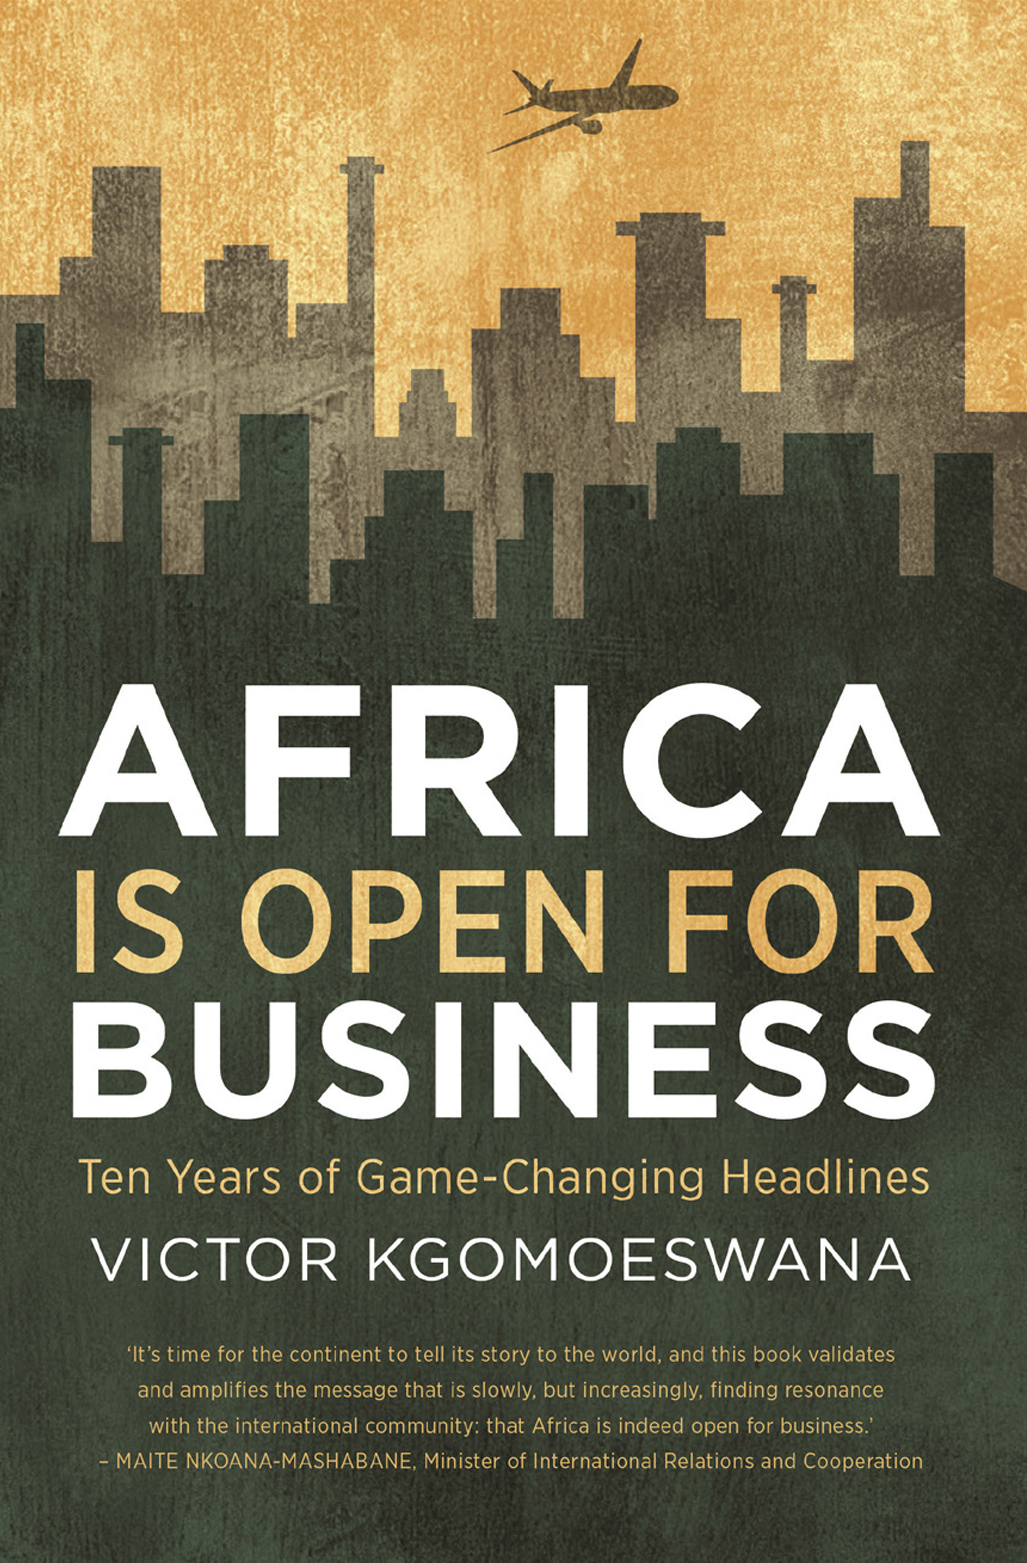 AFRICA
IS OPEN FOR
BUSINESS
Ten Years of Game-Changing Headlines
VICTOR KGOMOESWANA
‘It’s time for the continent to tell its story to the world, and this book validates
and amplifies the message that is slowly, but increasingly, finding resonance
with the international community: that Africa is indeed open for business.’
– MAITE NKOANA-MASHABANE, Minister of International Relations and Cooperation